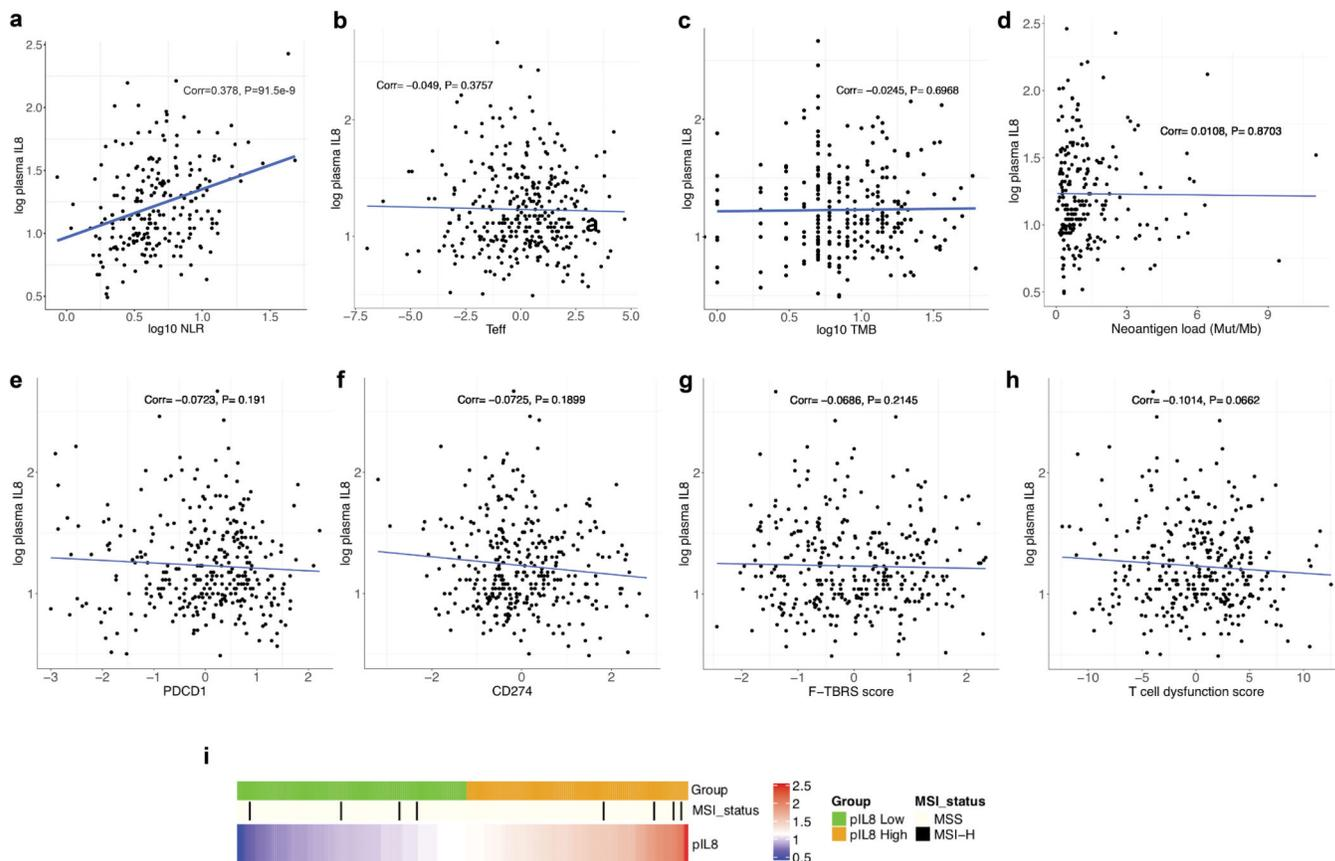 a
2.5
2.0
1.5
1.0
0.5
log plasma IL8
Corr=0.378, P=91.5e-9
0.0 0.5 1.0 1.5
log10 NLR
b
2
1
log plasma IL8
Corr= −0.049, P= 0.3757
a
−7.5 −5.0 −2.5 0.0 2.5 5.0
Teff
c
2
1
log plasma IL8
Corr= −0.0245, P= 0.6968
0.0 0.5 1.0 1.5
log10 TMB
d
2.5
2.0
1.5
1.0
0.5
log plasma IL8
Corr= 0.0108, P= 0.8703
0 3 6 9
Neoantigen load (Mut/Mb)
e
2
1
log plasma IL8
Corr= −0.0723, P= 0.191
−3 −2 −1 0 1 2
PDCD1
f
2
1
log plasma IL8
Corr= −0.0725, P= 0.1899
−2 0 2
CD274
g
2
1
log plasma IL8
Corr= −0.0686, P= 0.2145
−2 −1 0 1 2
F−TBRS score
h
2
1
log plasma IL8
Corr= −0.1014, P= 0.0662
−10 −5 0 5 10
T cell dysfunction score
i
Group
MSI_status
pIL8
2.5
2
1.5
1
0.5
Group
pIL8 Low
pIL8 High
MSI_status
MSS
MSI−H